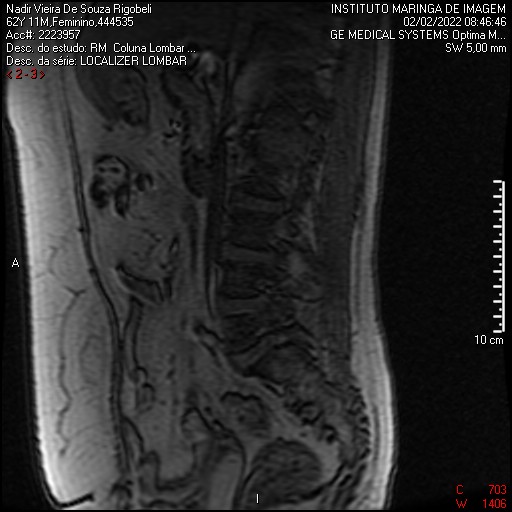 Nadir Vieira De Souza Rigobeli
62Y 11M,Feminino,444535
Acc#: 2223957
Desc. do estudo: RM Coluna Lombar ...
Desc. da série: LOCALIZER LOMBAR
<2-3>
INSTITUTO MARINGA DE IMAGEM
02/02/2022 08:46:46
GE MEDICAL SYSTEMS Optima M...
SW 5,00 mm
A
10 cm
I
C 703
W 1406